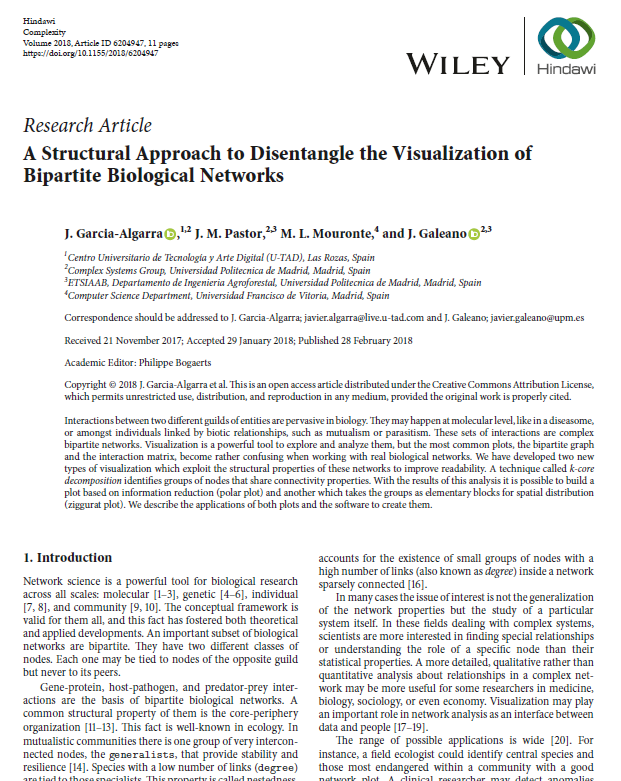 Hindawi
Complexity
Volume 2018, Article ID 6204947, 11 pages
https://doi.org/10.1155/2018/6204947
WILEY
Hindawi
Research Article
A Structural Approach to Disentangle the Visualization of
Bipartite Biological Networks
J. Garcia-Algarra iD,1,2 J. M. Pastor,2,3 M. L. Mouronte,4 and J. Galeano iD 2,3
1Centro Universitario de Tecnología y Arte Digital (U-TAD), Las Rozas, Spain
2Complex Systems Group, Universidad Politecnica de Madrid, Madrid, Spain
3ETSIAAB, Departamento de Ingenieria Agroforestal, Universidad Politecnica de Madrid, Madrid, Spain
4Computer Science Department, Universidad Francisco de Vitoria, Madrid, Spain
Correspondence should be addressed to J. Garcia-Algarra; javier.algarra@live.u-tad.com and J. Galeano; javier.galeano@upm.es
Received 21 November 2017; Accepted 29 January 2018; Published 28 February 2018
Academic Editor: Philippe Bogaerts
Copyright © 2018 J. Garcia-Algarra et al. This is an open access article distributed under the Creative Commons Attribution License,
which permits unrestricted use, distribution, and reproduction in any medium, provided the original work is properly cited.
Interactions between two different guilds of entities are pervasive in biology. They may happen at molecular level, like in a diseasome,
or amongst individuals linked by biotic relationships, such as mutualism or parasitism. These sets of interactions are complex
bipartite networks. Visualization is a powerful tool to explore and analyze them, but the most common plots, the bipartite graph
and the interaction matrix, become rather confusing when working with real biological networks. We have developed two new
types of visualization which exploit the structural properties of these networks to improve readability. A technique called k-core
decomposition identifies groups of nodes that share connectivity properties. With the results of this analysis it is possible to build a
plot based on information reduction (polar plot) and another which takes the groups as elementary blocks for spatial distribution
(ziggurat plot). We describe the applications of both plots and the software to create them.
1. Introduction
Network science is a powerful tool for biological research
across all scales: molecular [1–3], genetic [4–6], individual
[7, 8], and community [9, 10]. The conceptual framework is
valid for them all, and this fact has fostered both theoretical
and applied developments. An important subset of biological
networks are bipartite. They have two different classes of
nodes. Each one may be tied to nodes of the opposite guild
but never to its peers.
Gene-protein, host-pathogen, and predator-prey inter-
actions are the basis of bipartite biological networks. A
common structural property of them is the core-periphery
organization [11–13]. This fact is well-known in ecology. In
mutualistic communities there is one group of very intercon-
nected nodes, the generalists, that provide stability and
resilience [14]. Species with a low number of links (degree)
are tied to those specialists. This property is called nestedness,
accounts for the existence of small groups of nodes with a
high number of links (also known as degree) inside a network
sparsely connected [16].
In many cases the issue of interest is not the generalization
of the network properties but the study of a particular
system itself. In these fields dealing with complex systems,
scientists are more interested in finding special relationships
or understanding the role of a specific node than their
statistical properties. A more detailed, qualitative rather than
quantitative analysis about relationships in a complex net-
work may be more useful for some researchers in medicine,
biology, sociology, or even economy. Visualization may play
an important role in network analysis as an interface between
data and people [17–19].
The range of possible applications is wide [20]. For
instance, a field ecologist could identify central species and
those most endangered within a community with a good
network plot. A clinical researcher may detect anomalies